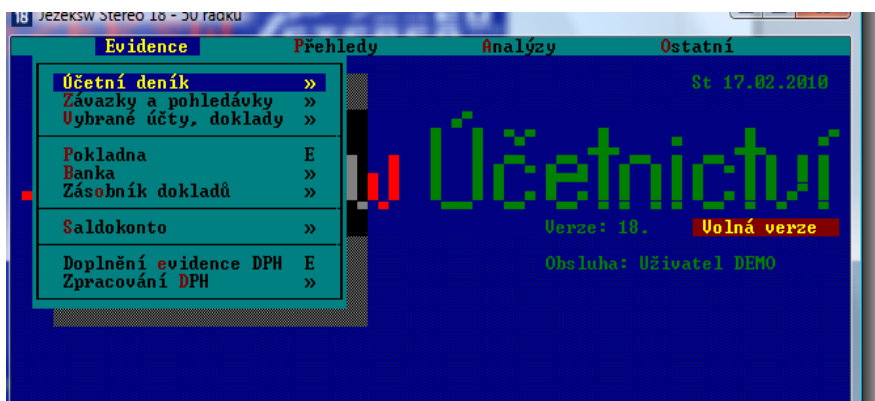 18 JezekSW Stereo 18 - 50 řádků
Evidence Přehledy Analýzy Ostatní
Účetní deník »
St 17.02.2010
Závazky a pohledávky »
Vybrané účty, doklady »
Pokladna E
Banka »
Zásobník dokladů »
w Účetnictví
Saldokonto »
Verze: 18. Volná verze
Doplnění evidence DPH E
Obsluha: Uživatel DEMO
Zpracování DPH »